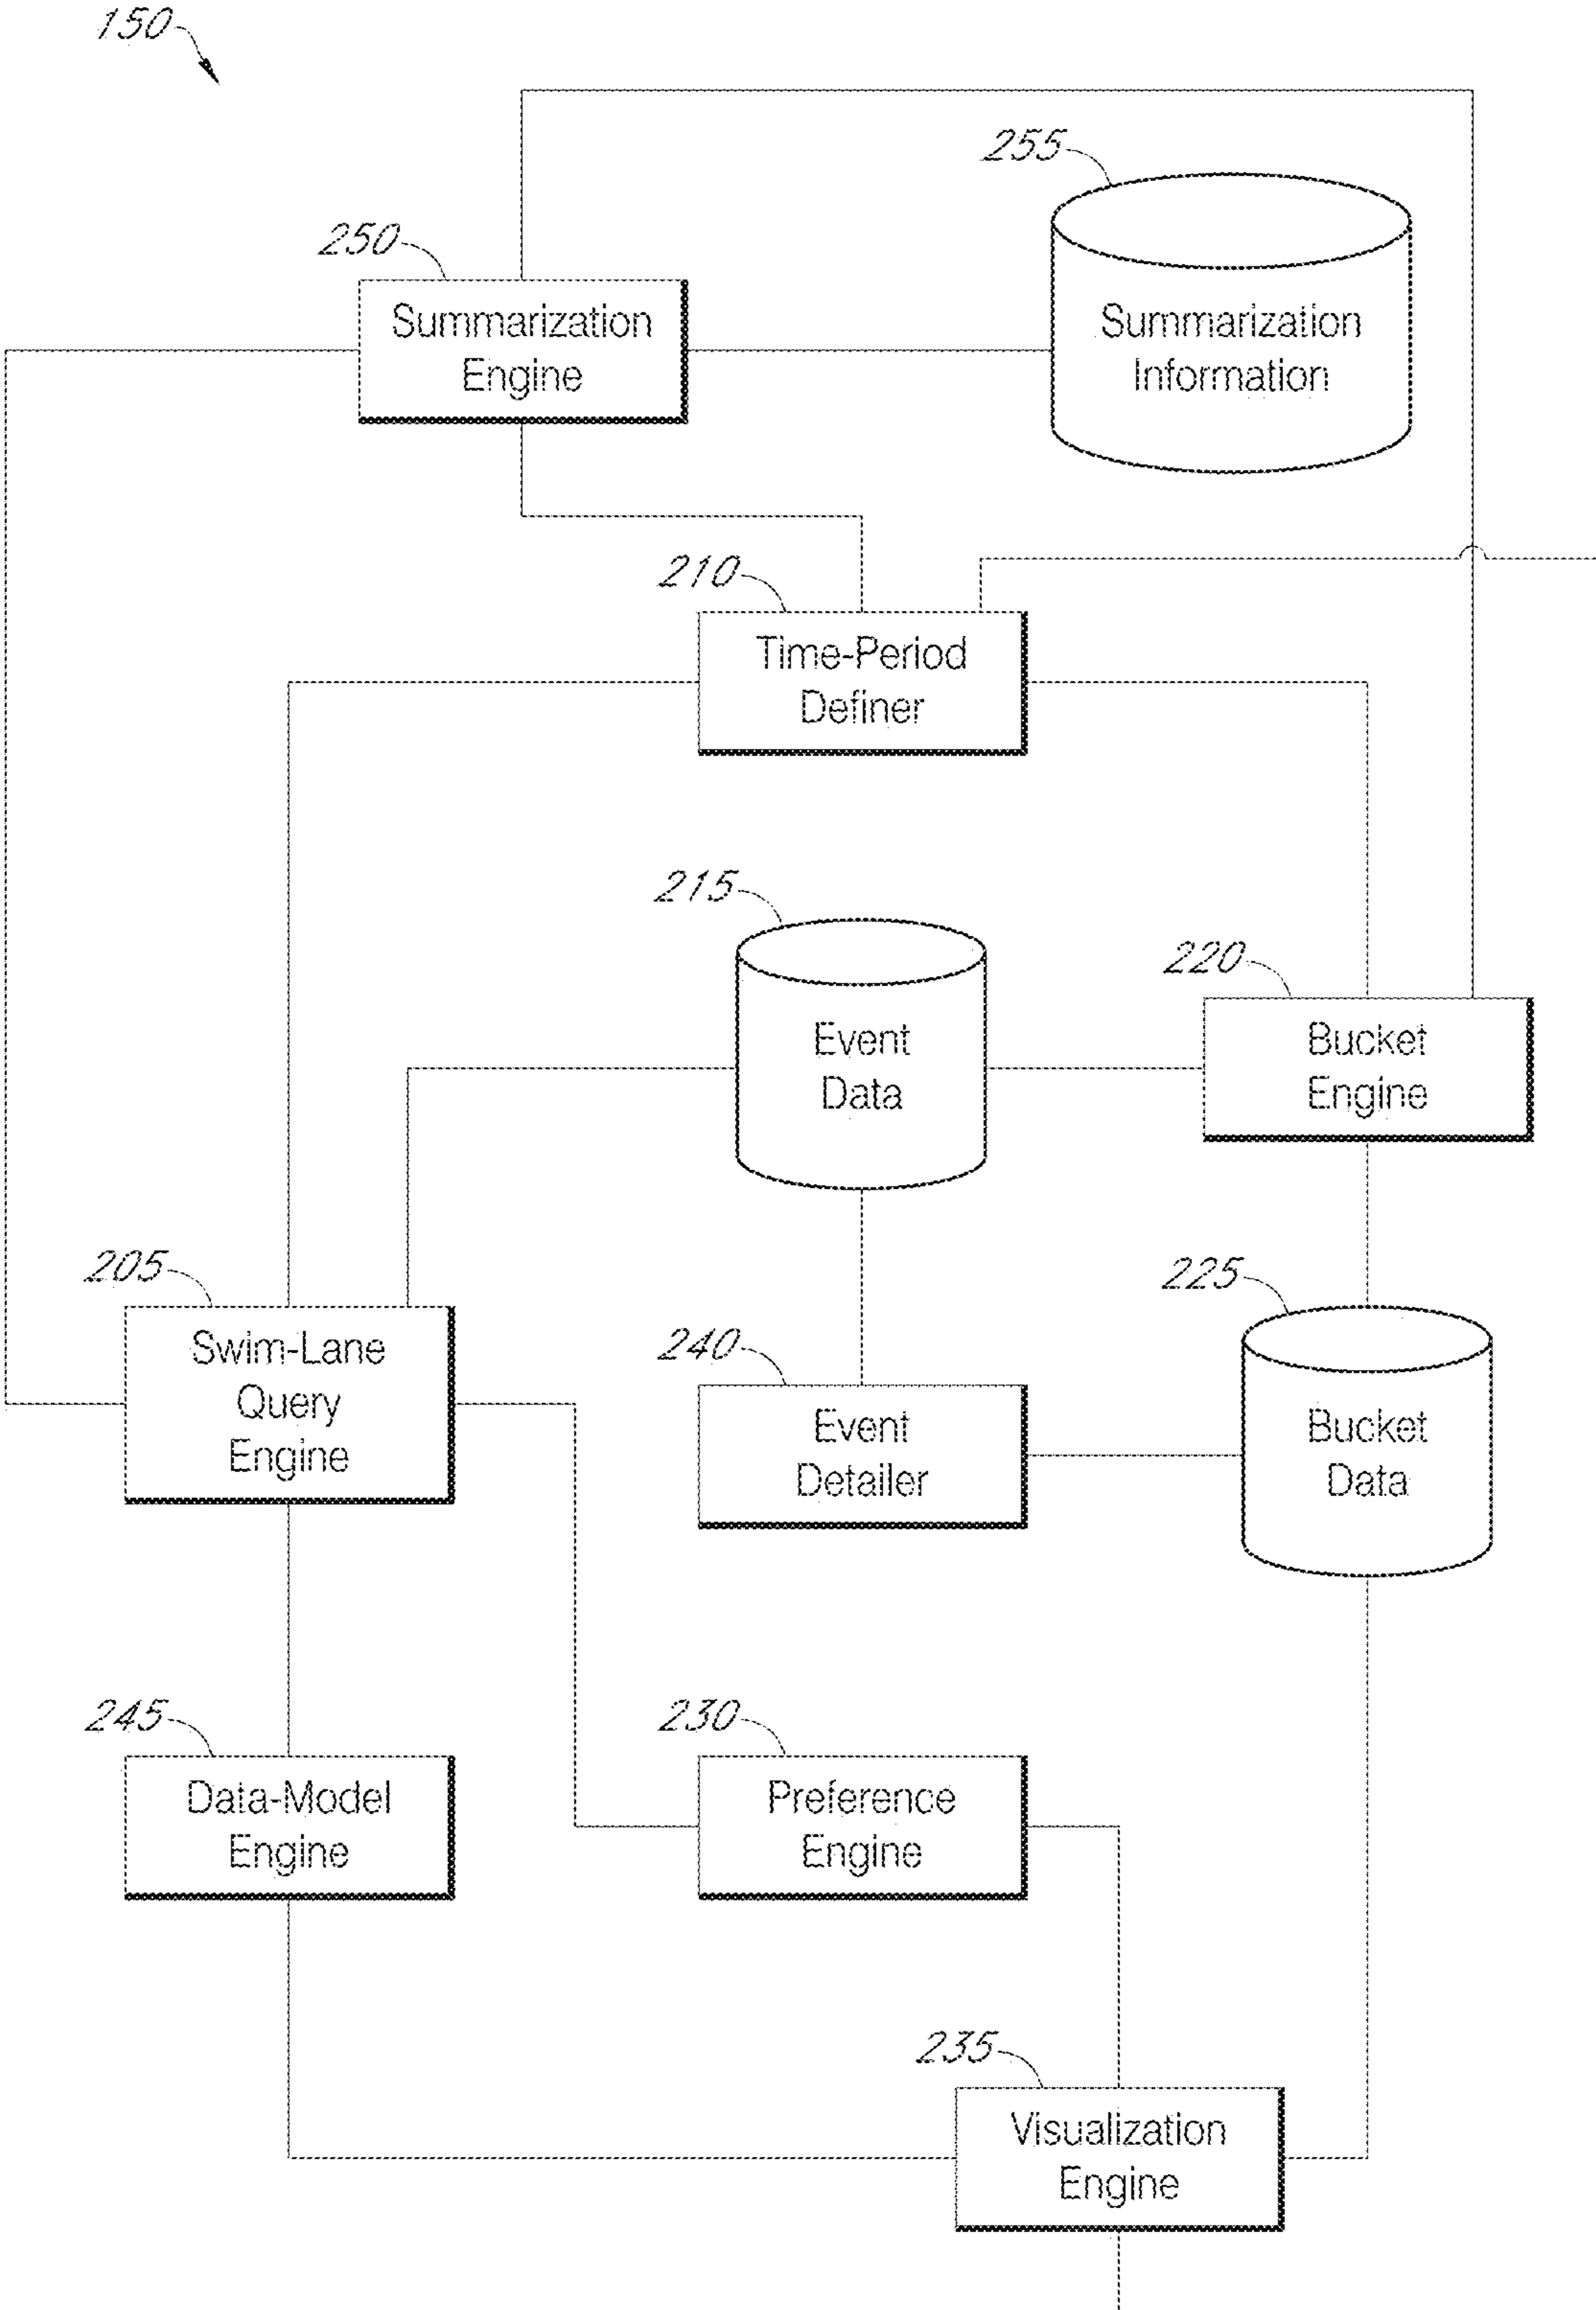 150
255
250
Summarization
Engine
Summarization
Information
210
Time-Period
Definer
215
220
Event
Data
Bucket
Engine
205
225
Swim-Lane
Query
Engine
240
Event
Detailer
Bucket
Data
245
230
Data-Model
Engine
Preference
Engine
235
Visualization
Engine